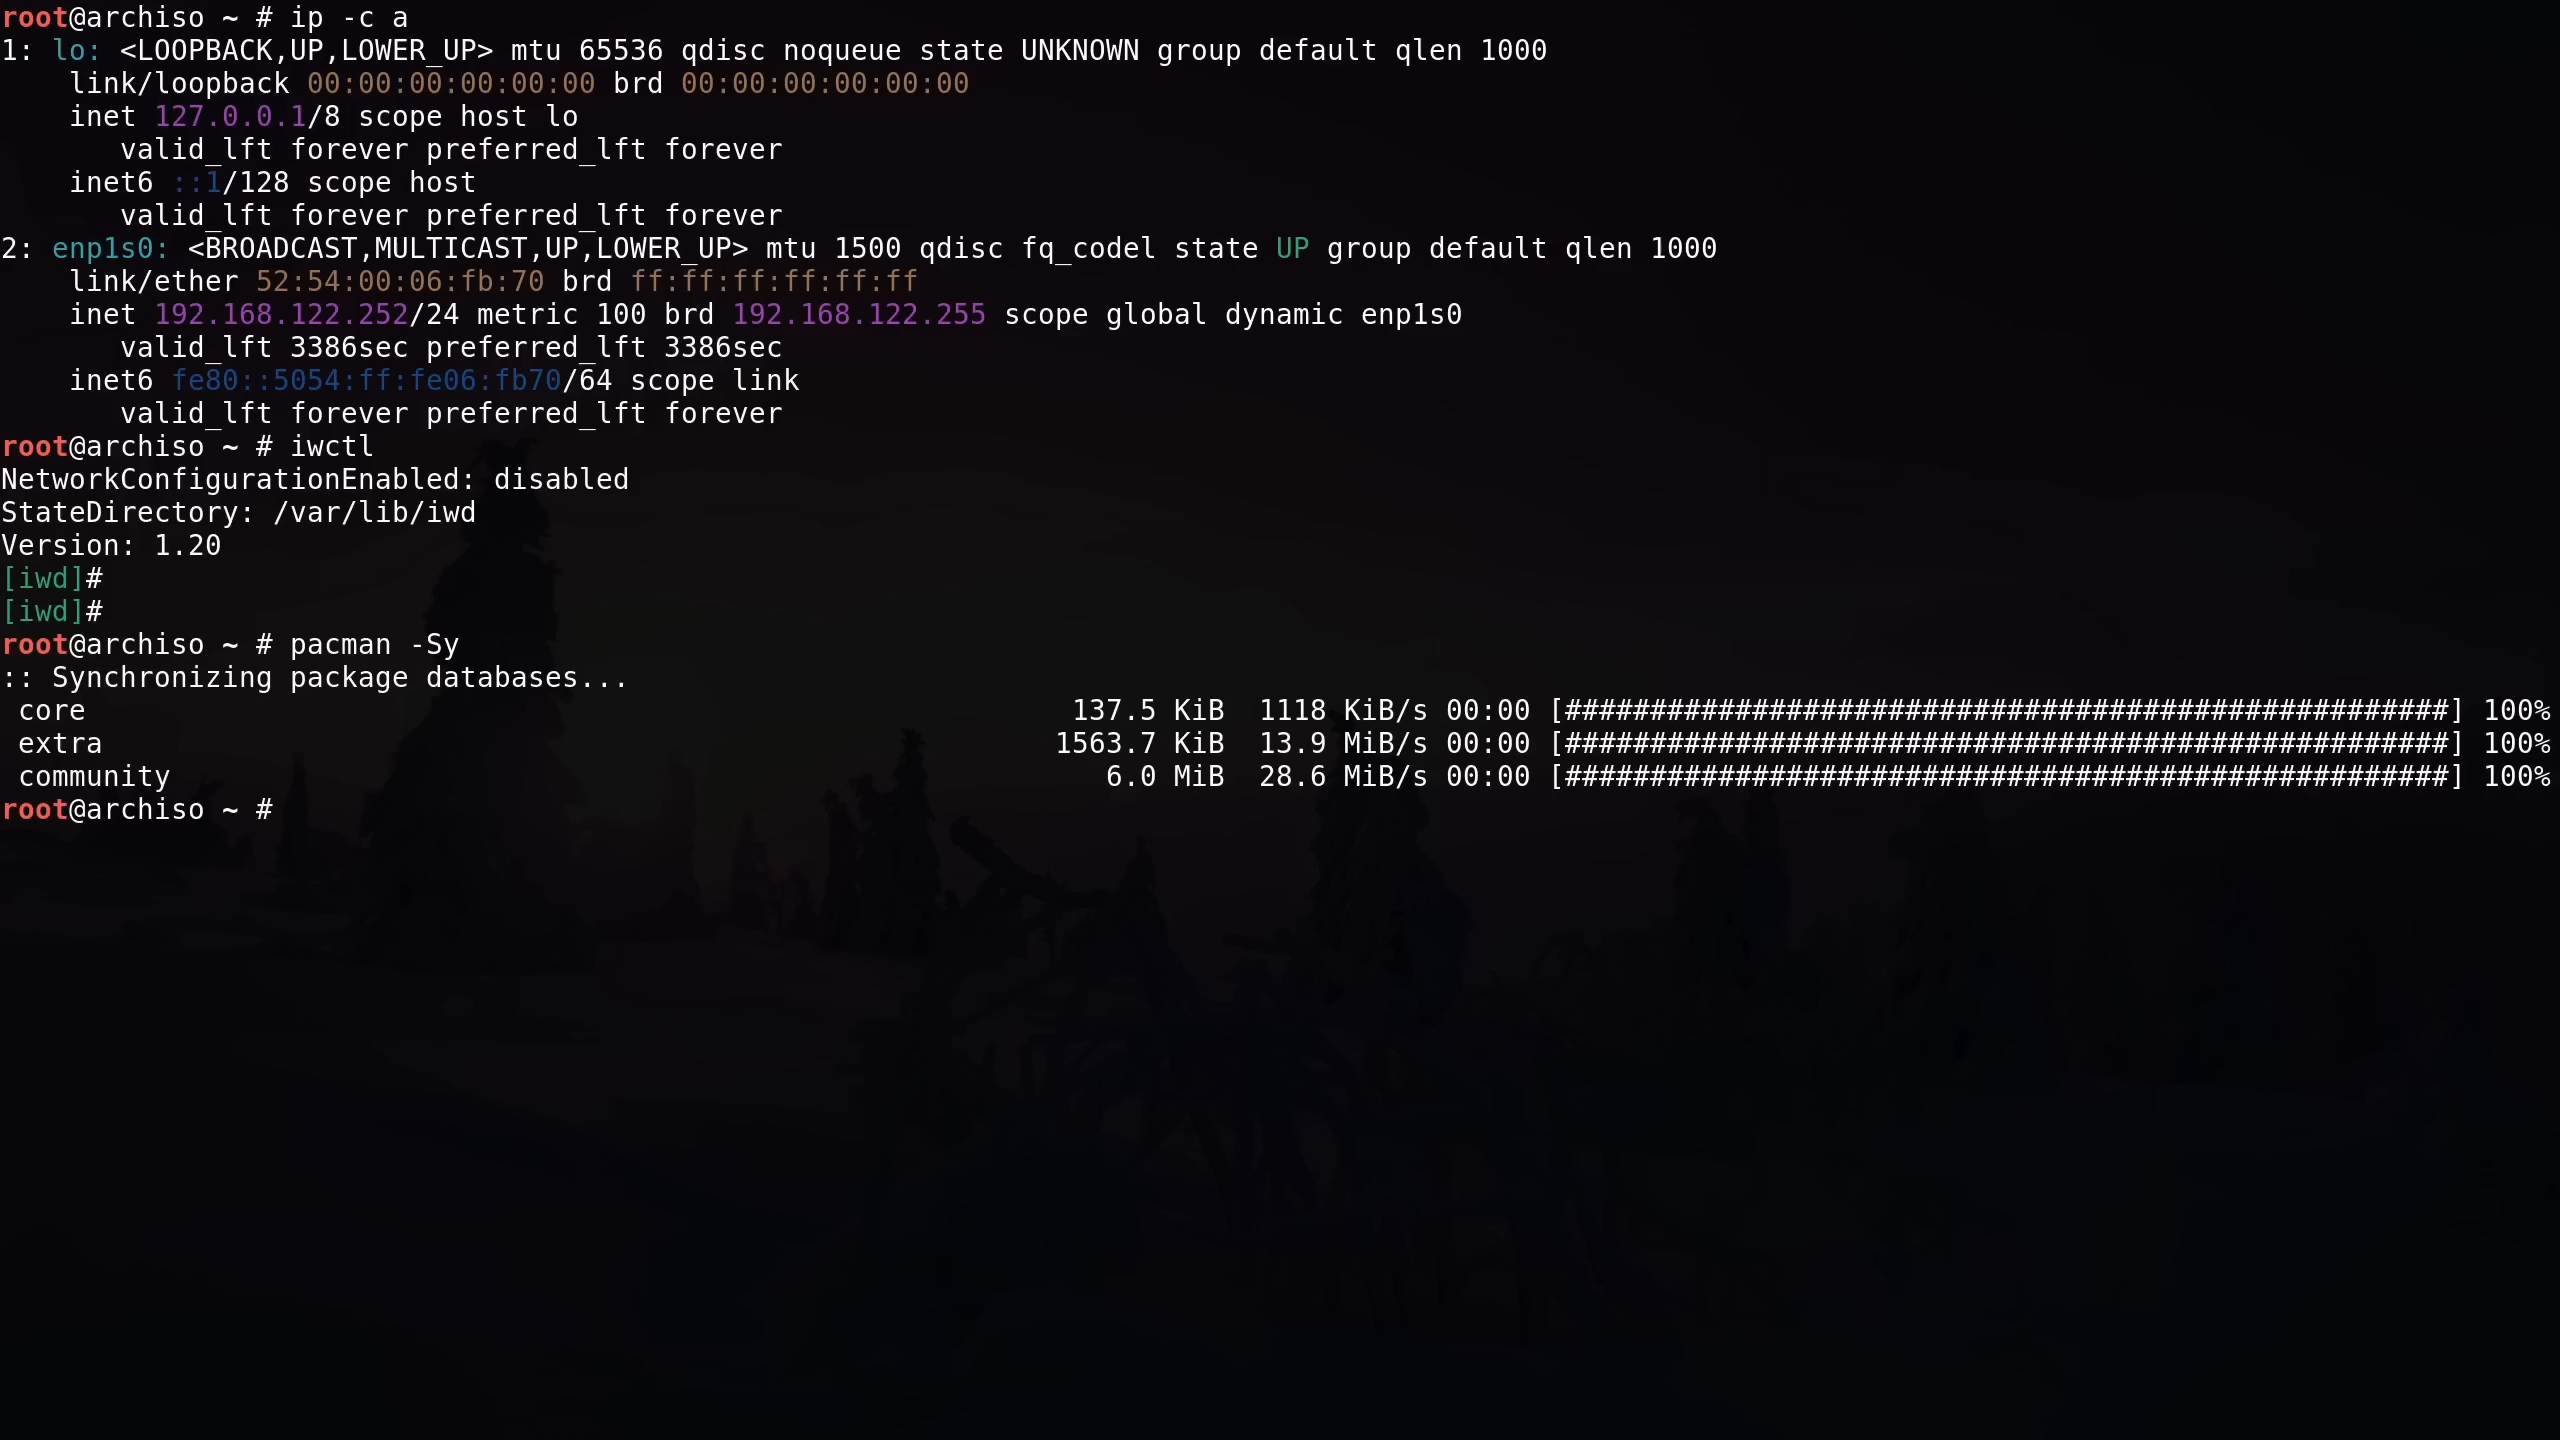 root@archiso ~ # ip -c a
1: lo: <LOOPBACK,UP,LOWER_UP> mtu 65536 qdisc noqueue state UNKNOWN group default qlen 1000
    link/loopback 00:00:00:00:00:00 brd 00:00:00:00:00:00
    inet 127.0.0.1/8 scope host lo
       valid_lft forever preferred_lft forever
    inet6 ::1/128 scope host
       valid_lft forever preferred_lft forever
2: enp1s0: <BROADCAST,MULTICAST,UP,LOWER_UP> mtu 1500 qdisc fq_codel state UP group default qlen 1000
    link/ether 52:54:00:06:fb:70 brd ff:ff:ff:ff:ff:ff
    inet 192.168.122.252/24 metric 100 brd 192.168.122.255 scope global dynamic enp1s0
       valid_lft 3386sec preferred_lft 3386sec
    inet6 fe80::5054:ff:fe06:fb70/64 scope link
       valid_lft forever preferred_lft forever
root@archiso ~ # iwctl
NetworkConfigurationEnabled: disabled
StateDirectory: /var/lib/iwd
Version: 1.20
[iwd]#
[iwd]#
root@archiso ~ # pacman -Sy
:: Synchronizing package databases...
 core 137.5 KiB 1118 KiB/s 00:00 [####################################################] 100%
 extra 1563.7 KiB 13.9 MiB/s 00:00 [####################################################] 100%
 community 6.0 MiB 28.6 MiB/s 00:00 [####################################################] 100%
root@archiso ~ #